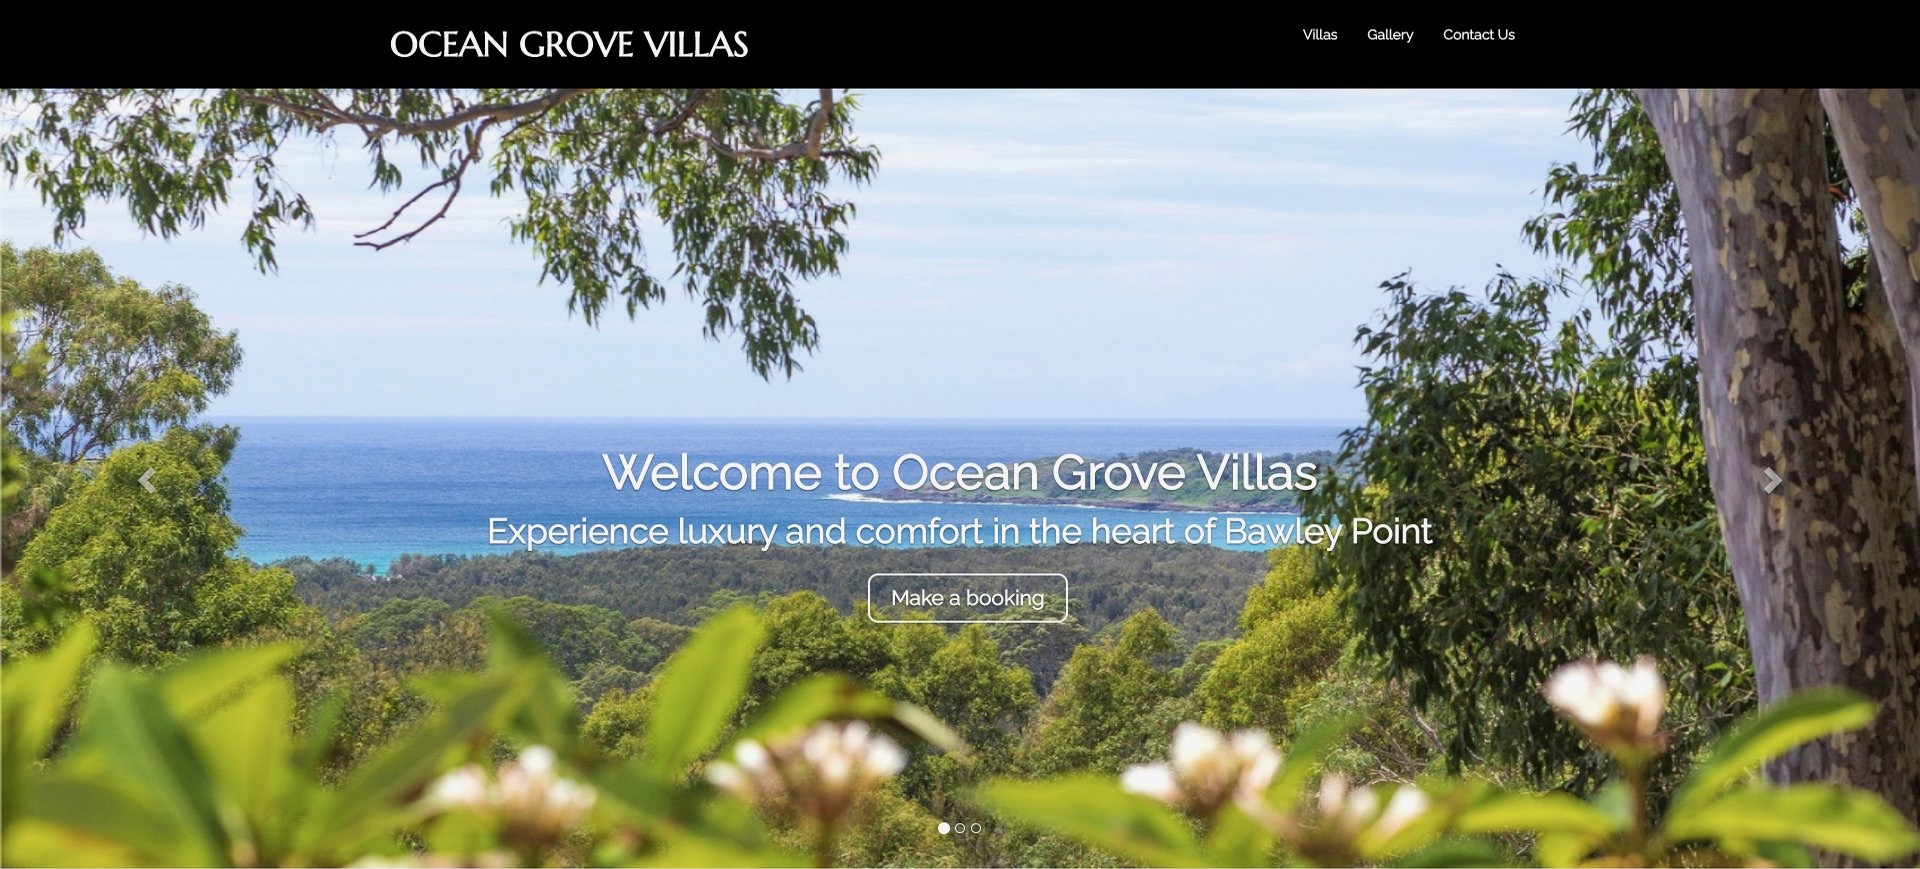 OCEAN GROVE VILLAS
Villas Gallery Contact Us
Welcome to Ocean Grove Villas
Experience luxury and comfort in the heart of Bawley Point
Make a booking